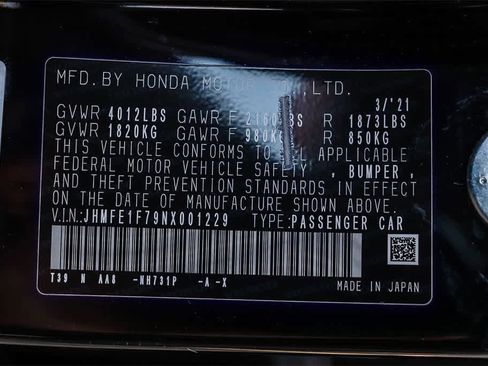 MFD. BY HONDA MOTOR CO., LTD. 3/'21
GVWR 4012LBS GAWR F 2160LBS R 1873LBS
GVWR 1820KG GAWR F 980KG R 850KG
THIS VEHICLE CONFORMS TO ALL APPLICABLE
FEDERAL MOTOR VEHICLE SAFETY , BUMPER ,
AND THEFT PREVENTION STANDARDS IN EFFECT
ON THE DATE OF MANUFACTURE SHOWN ABOVE.
V.I.N: JHMFE1F79NX001229 TYPE:PASSENGER CAR
T39 N AA8 -NH731P -A -X MADE IN JAPAN